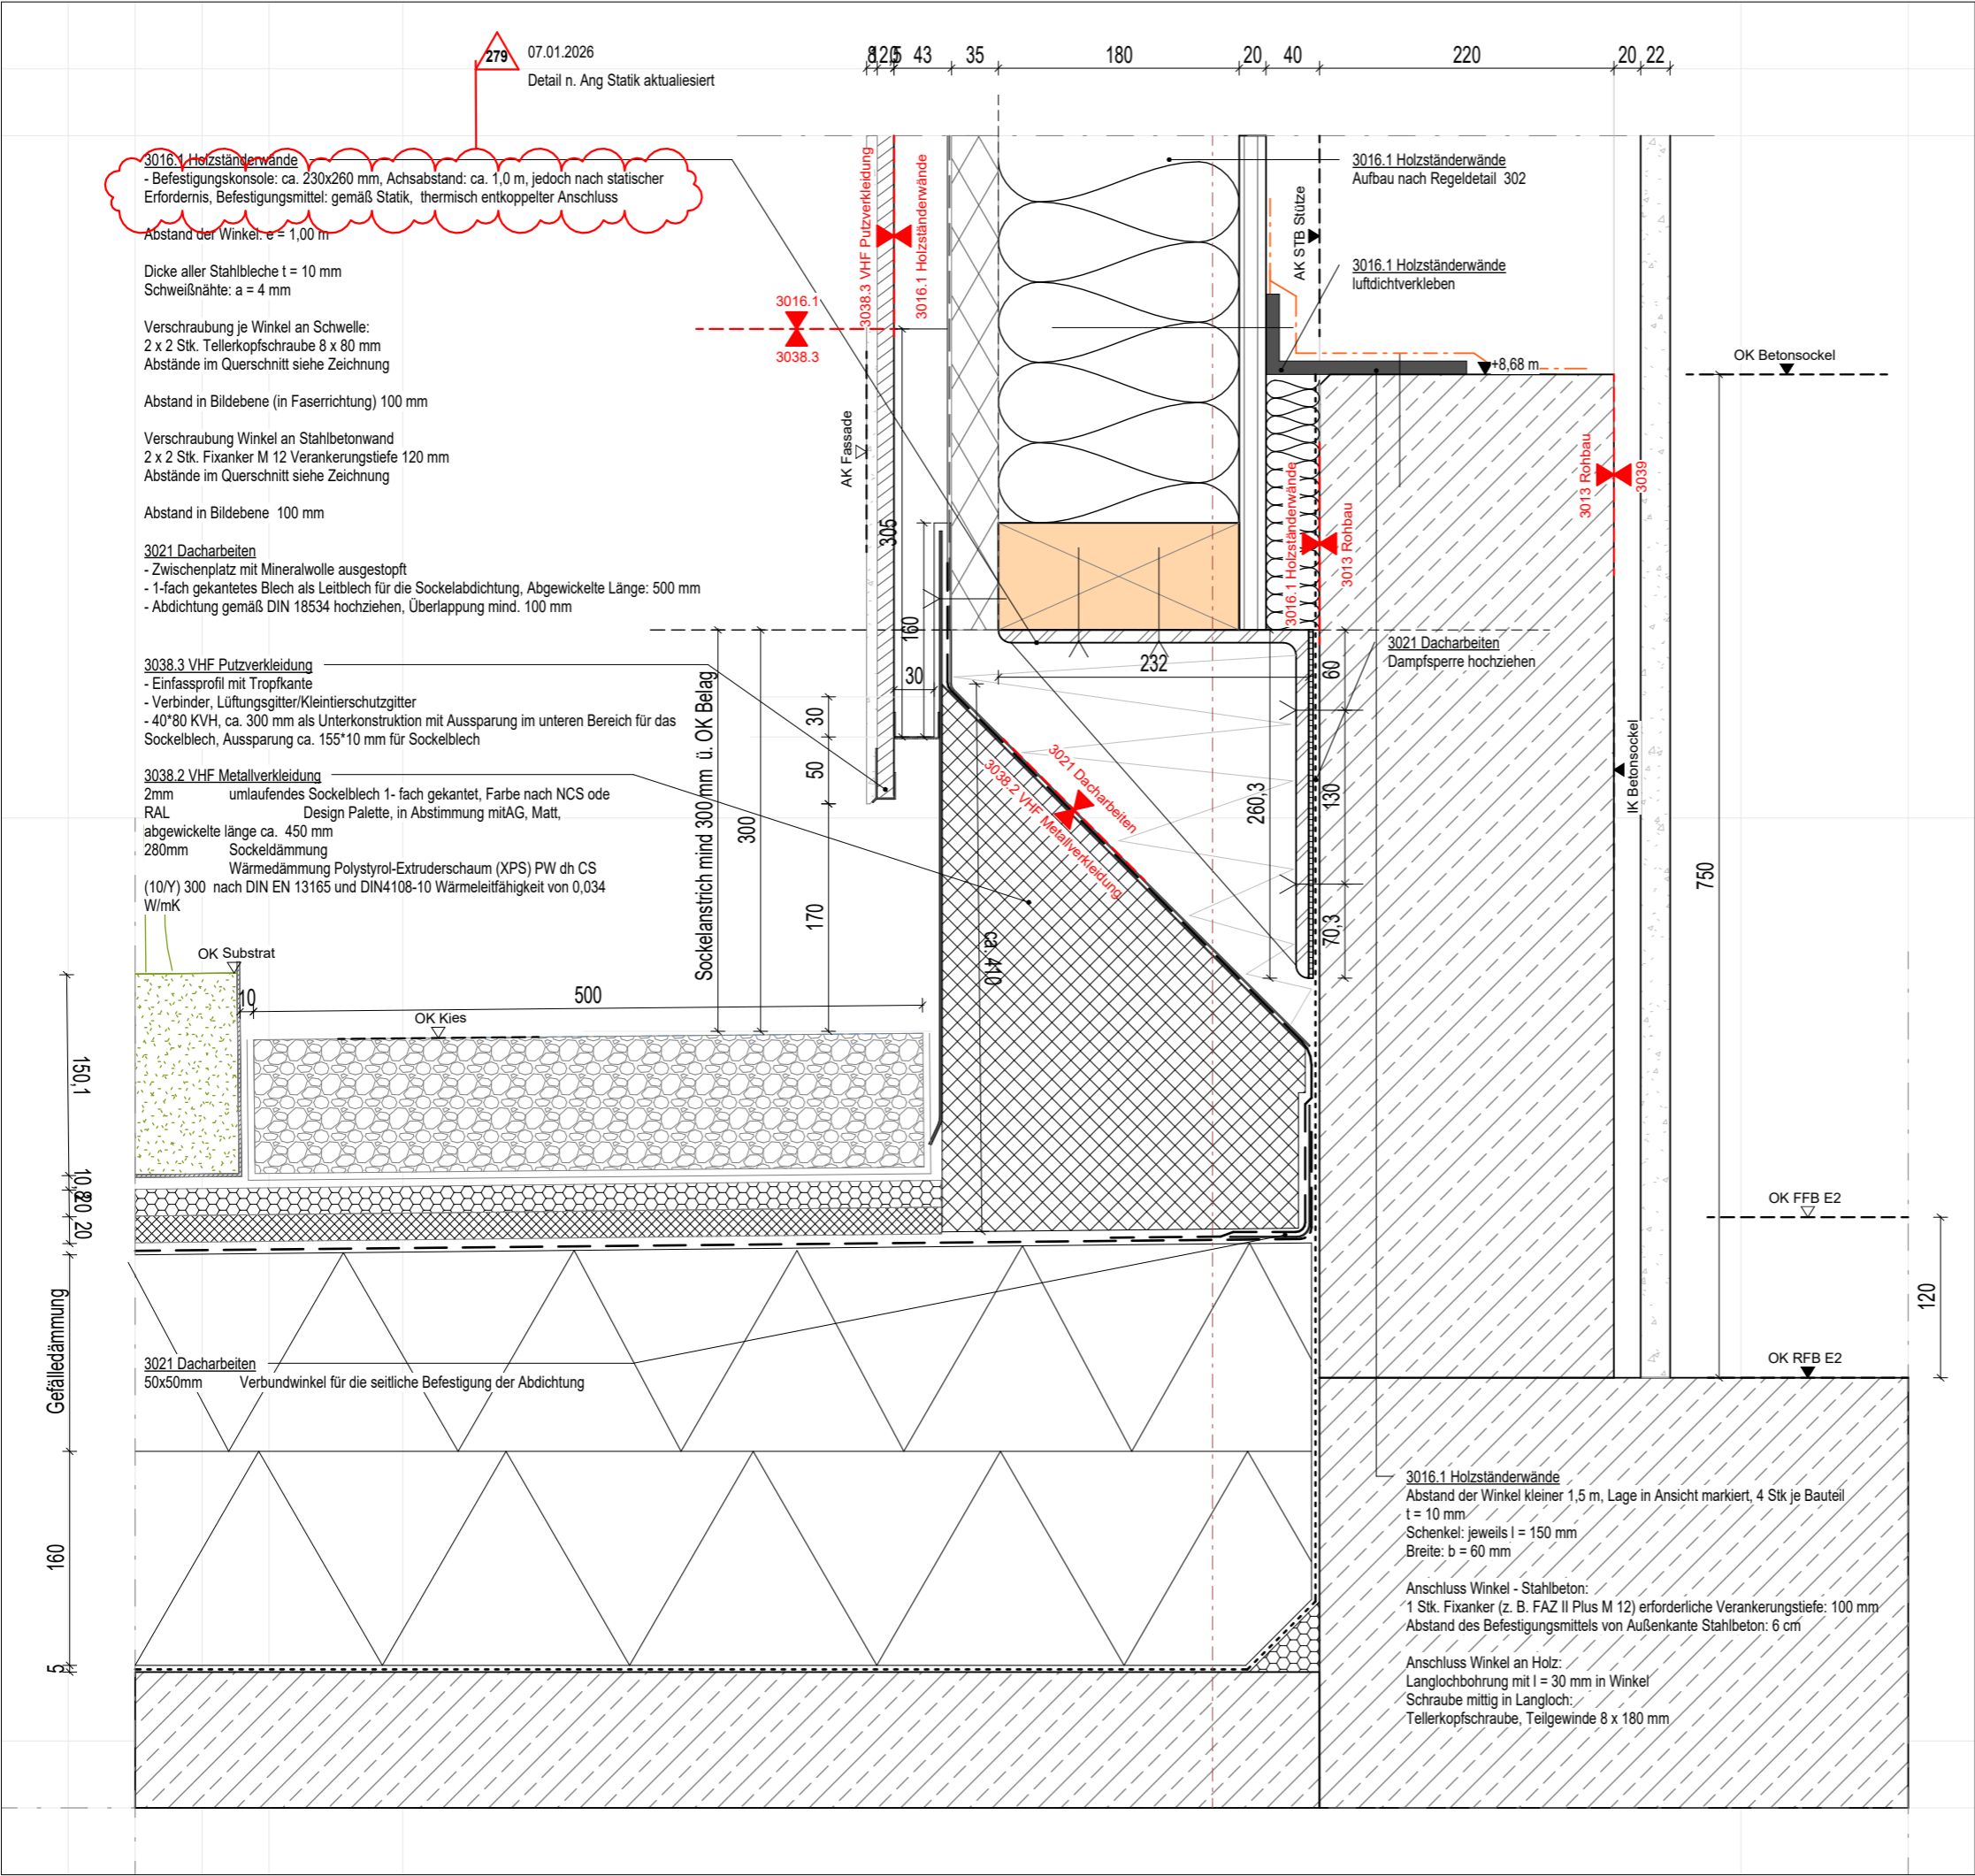 279
07.01.2026
Detail n. Ang Statik aktualiesiert
43
35
180
20
40
220
20
22
3016.1 Holzständerwände
- Befestigungskonsole: ca. 230x260 mm, Achsabstand: ca. 1,0 m, jedoch nach statischer
Erfordernis, Befestigungsmittel: gemäß Statik, thermisch entkoppelter Anschluss
Abstand der Winkel: e = 1,00 m
Dicke aller Stahlbleche t = 10 mm
Schweißnähte: a = 4 mm
Verschraubung je Winkel an Schwelle:
2 x 2 Stk. Tellerkopfschraube 8 x 80 mm
Abstände im Querschnitt siehe Zeichnung
Abstand in Bildebene (in Faserrichtung) 100 mm
Verschraubung Winkel an Stahlbetonwand
2 x 2 Stk. Fixanker M 12 Verankerungstiefe 120 mm
Abstände im Querschnitt siehe Zeichnung
Abstand in Bildebene 100 mm
3021 Dacharbeiten
- Zwischenplatz mit Mineralwolle ausgestopft
- 1-fach gekantetes Blech als Leitblech für die Sockelabdichtung, Abgewickelte Länge: 500 mm
- Abdichtung gemäß DIN 18534 hochziehen, Überlappung mind. 100 mm
3038.3 VHF Putzverkleidung
- Einfassprofil mit Tropfkante
- Verbinder, Lüftungsgitter/Kleintierschutzgitter
- 40*80 KVH, ca. 300 mm als Unterkonstruktion mit Aussparung im unteren Bereich für das
Sockelblech, Aussparung ca. 155*10 mm für Sockelblech
3038.2 VHF Metallverkleidung
2mm umlaufendes Sockelblech 1- fach gekantet, Farbe nach NCS ode
RAL Design Palette, in Abstimmung mitAG, Matt,
abgewickelte länge ca. 450 mm
280mm Sockeldämmung
Wärmedämmung Polystyrol-Extruderschaum (XPS) PW dh CS
(10/Y) 300 nach DIN EN 13165 und DIN4108-10 Wärmeleitfähigkeit von 0,034
W/mK
OK Substrat
10
500
OK Kies
150,1
20
Gefälledämmung
160
5
3021 Dacharbeiten
50x50mm Verbundwinkel für die seitliche Befestigung der Abdichtung
3016.1
3038.3
3038.3 VHF Putzverkleidung
3016.1 Holzständerwände
AK Fassade
305
160
30
30
50
170
300
Sockelanstrich mind 300 mm ü. OK Belag
ca. 410
3021 Dacharbeiten
3038.2 VHF Metallverkleidung
232
260,3
60
130
70,3
3016.1 Holzständerwände
3013 Rohbau
AK STB Stütze
3016.1 Holzständerwände
Aufbau nach Regeldetail 302
3016.1 Holzständerwände
luftdichtverkleben
+8,68 m
OK Betonsockel
3013 Rohbau
3039
3021 Dacharbeiten
Dampfsperre hochziehen
IK Betonsockel
750
OK FFB E2
120
OK RFB E2
3016.1 Holzständerwände
Abstand der Winkel kleiner 1,5 m, Lage in Ansicht markiert, 4 Stk je Bauteil
t = 10 mm
Schenkel: jeweils l = 150 mm
Breite: b = 60 mm
Anschluss Winkel - Stahlbeton:
1 Stk. Fixanker (z. B. FAZ II Plus M 12) erforderliche Verankerungstiefe: 100 mm
Abstand des Befestigungsmittels von Außenkante Stahlbeton: 6 cm
Anschluss Winkel an Holz:
Langlochbohrung mit l = 30 mm in Winkel
Schraube mittig in Langloch:
Tellerkopfschraube, Teilgewinde 8 x 180 mm